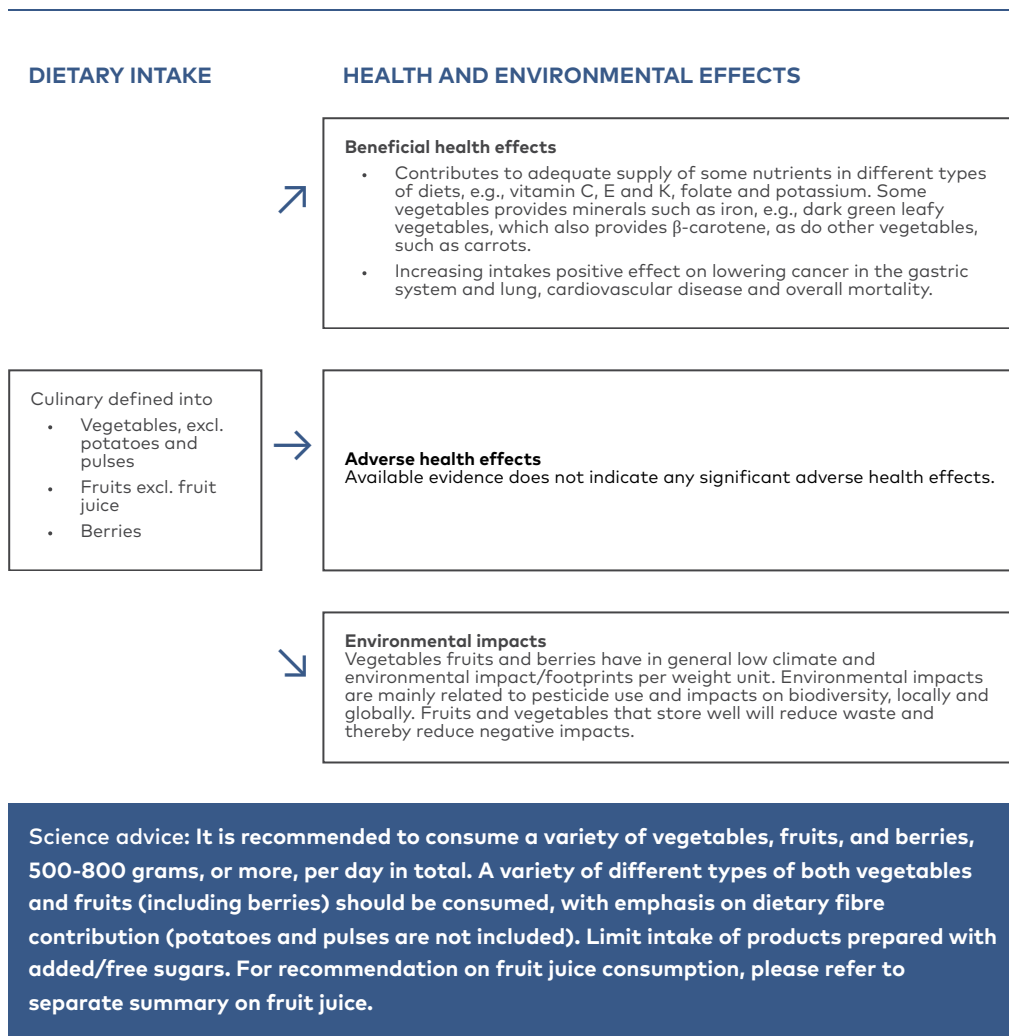 DIETARY INTAKE
HEALTH AND ENVIRONMENTAL EFFECTS
Beneficial health effects
• Contributes to adequate supply of some nutrients in different types
of diets, e.g., vitamin C, E and K, folate and potassium. Some
vegetables provides minerals such as iron, e.g., dark green leafy
vegetables, which also provides β-carotene, as do other vegetables,
such as carrots.
• Increasing intakes positive effect on lowering cancer in the gastric
system and lung, cardiovascular disease and overall mortality.
Culinary defined into
• Vegetables, excl.
potatoes and
pulses
• Fruits excl. fruit
juice
• Berries
Adverse health effects
Available evidence does not indicate any significant adverse health effects.
Environmental impacts
Vegetables fruits and berries have in general low climate and
environmental impact/footprints per weight unit. Environmental impacts
are mainly related to pesticide use and impacts on biodiversity, locally and
globally. Fruits and vegetables that store well will reduce waste and
thereby reduce negative impacts.
Science advice: It is recommended to consume a variety of vegetables, fruits, and berries,
500-800 grams, or more, per day in total. A variety of different types of both vegetables
and fruits (including berries) should be consumed, with emphasis on dietary fibre
contribution (potatoes and pulses are not included). Limit intake of products prepared with
added/free sugars. For recommendation on fruit juice consumption, please refer to
separate summary on fruit juice.